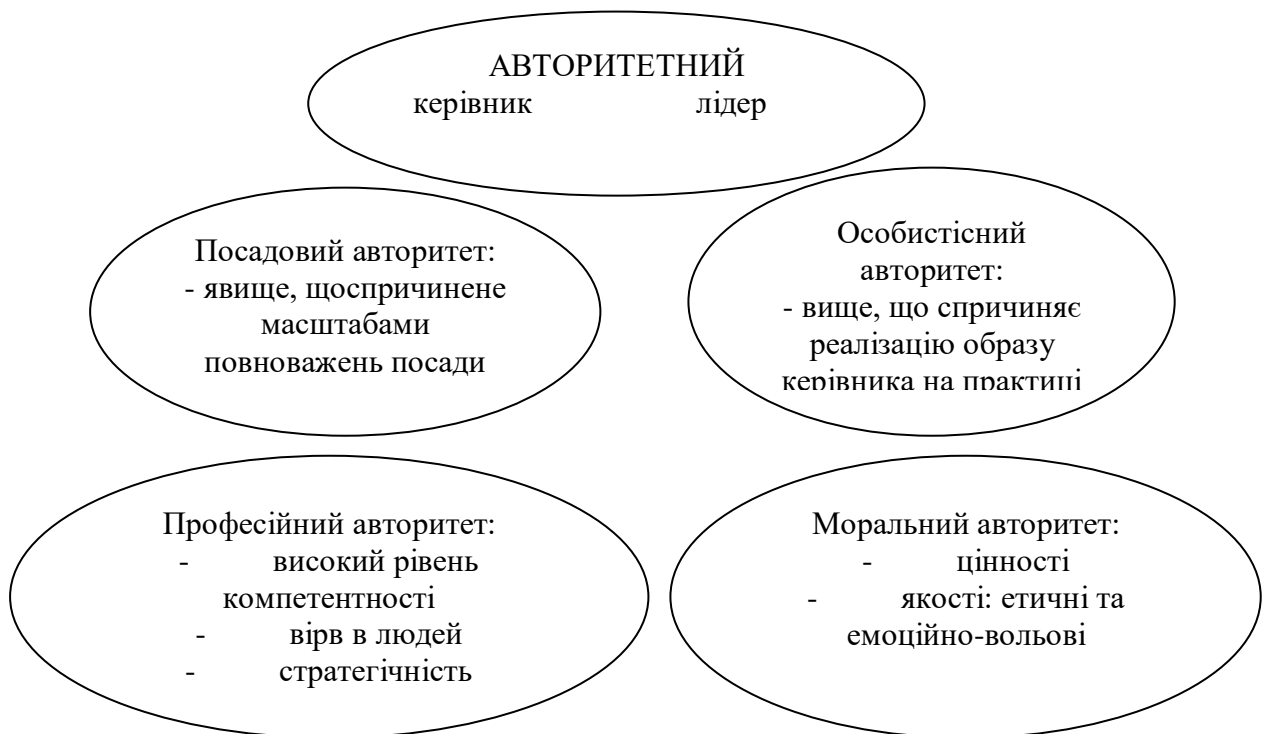 АВТОРИТЕТНИЙ
керівник лідер
Посадовий авторитет:
- явище, щоспричинене
масштабами
повноважень посади
Особистісний
авторитет:
- вище, що спричиняє
реалізацію образу
керівника на практиці
Професійний авторитет:
- високий рівень
компетентності
- вірв в людей
- стратегічність
Моральний авторитет:
- цінності
- якості: етичні та
емоційно-вольові